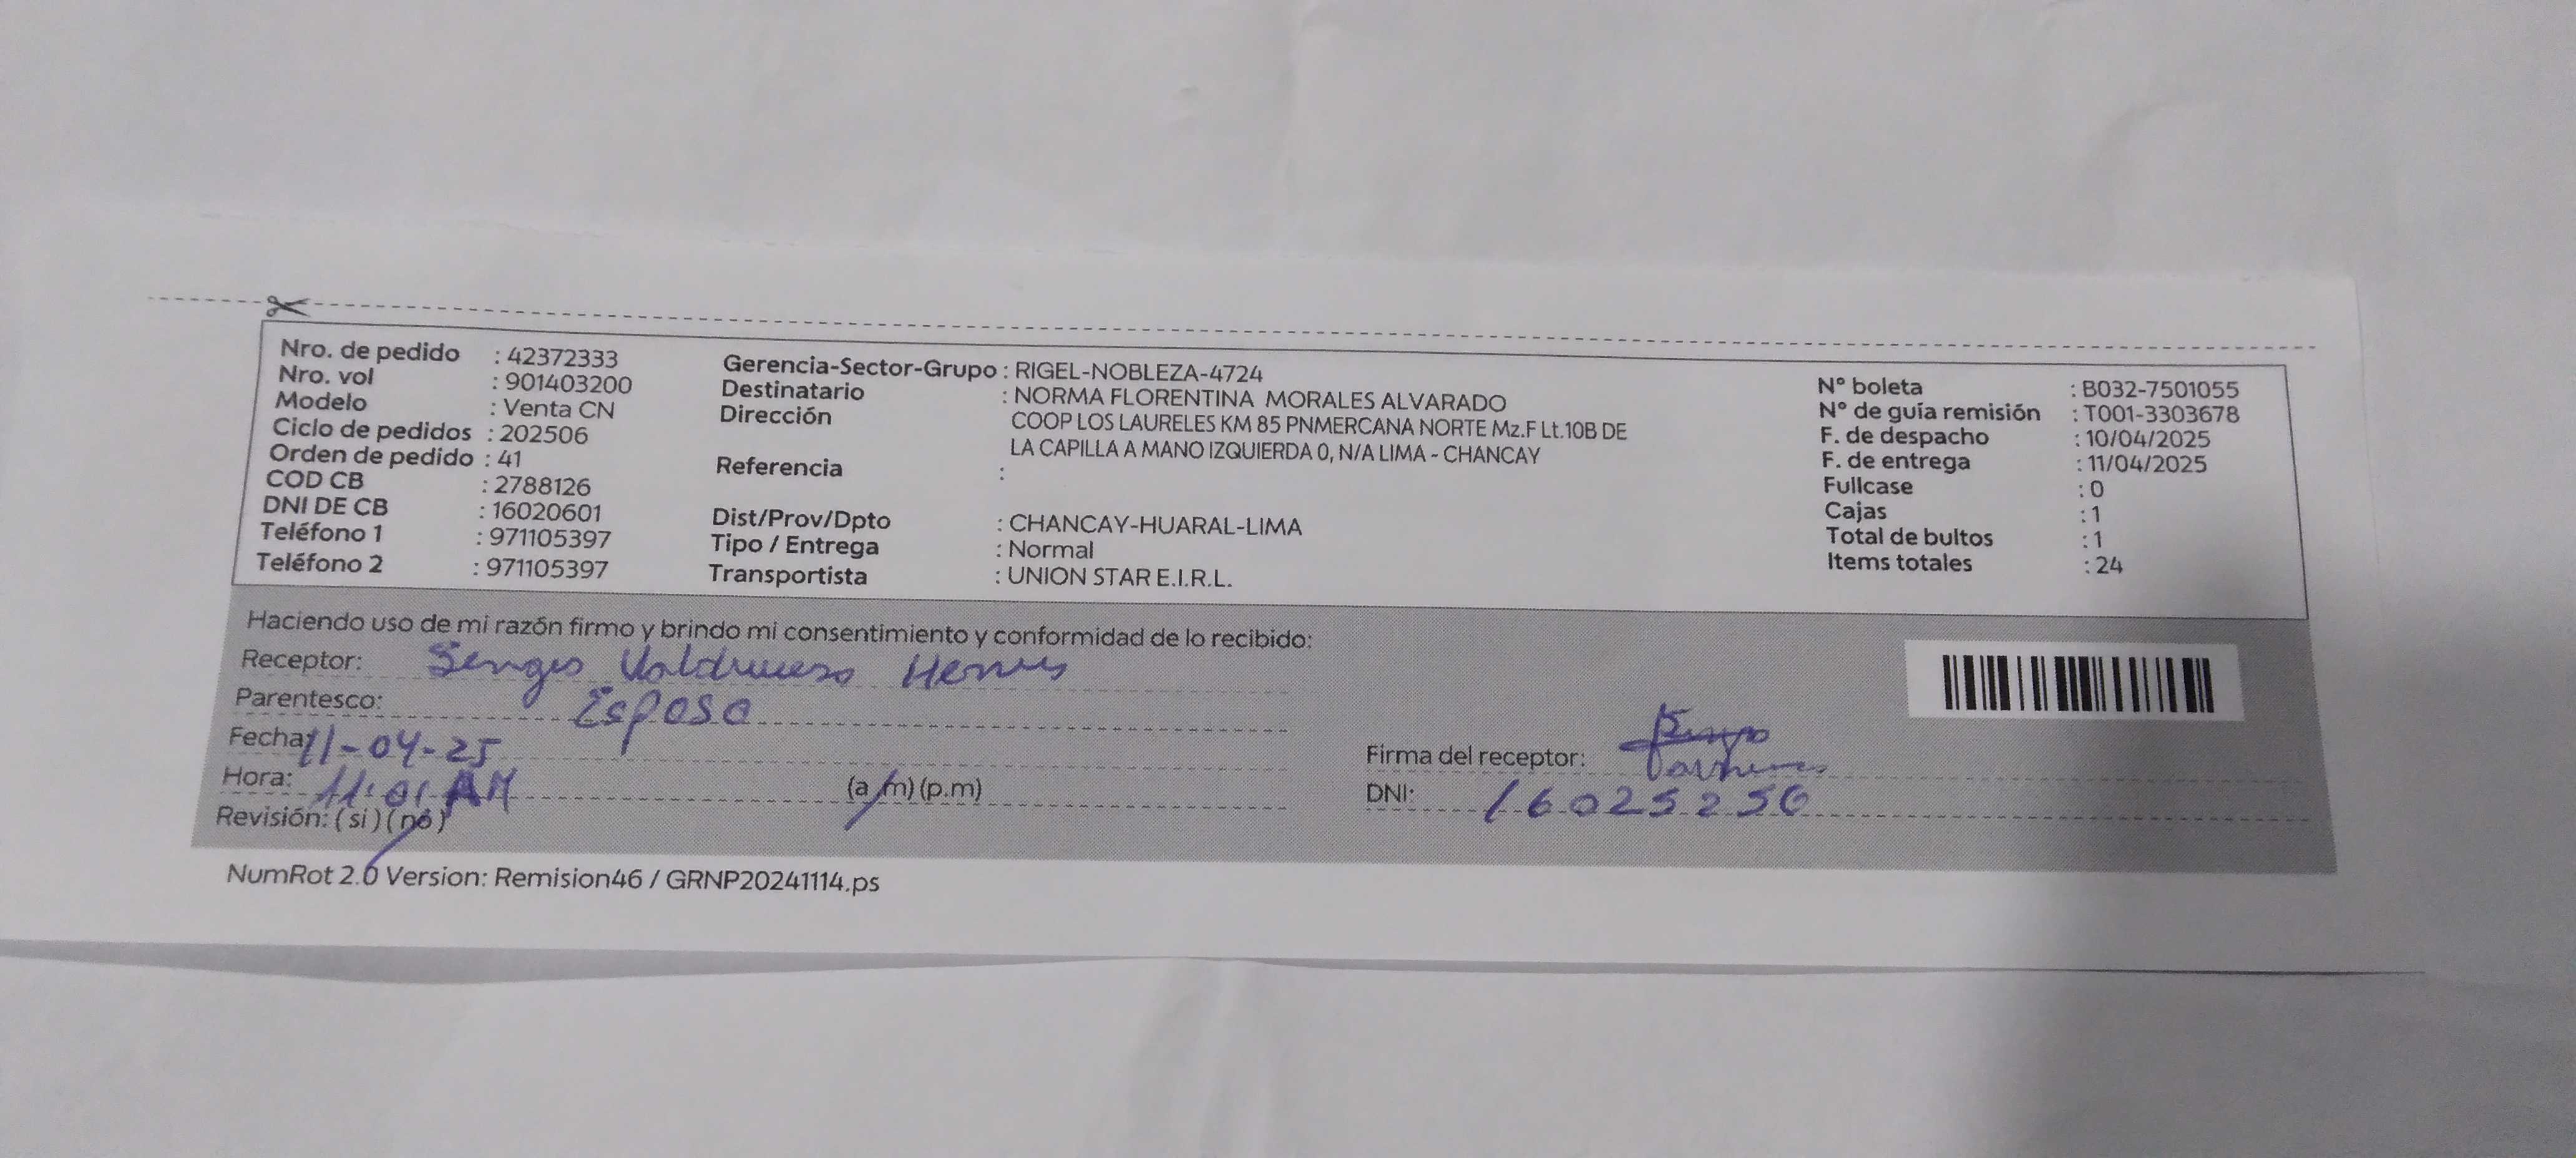 Nro. de pedido : 42372333
Nro. vol : 901403200
Modelo : Venta CN
Ciclo de pedidos : 202506
Orden de pedido : 41
COD CB : 2788126
DNI DE CB : 16020601
Teléfono 1 : 971105397
Teléfono 2 : 971105397
Gerencia-Sector-Grupo : RIGEL-NOBLEZA-4724
Destinatario : NORMA FLORENTINA MORALES ALVARADO
Dirección COOP LOS LAURELES KM 85 PNMERCANA NORTE Mz.F Lt.10B DE
LA CAPILLA A MANO IZQUIERDA 0, N/A LIMA - CHANCAY
Referencia :
Dist/Prov/Dpto : CHANCAY-HUARAL-LIMA
Tipo / Entrega : Normal
Transportista : UNION STAR E.I.R.L.
N° boleta : B032-7501055
N° de guía remisión : T001-3303678
F. de despacho : 10/04/2025
F. de entrega : 11/04/2025
Fullcase : 0
Cajas : 1
Total de bultos : 1
Items totales : 24
Haciendo uso de mi razón firmo y brindo mi consentimiento y conformidad de lo recibido:
Receptor:
Parentesco: Esposo
Fecha: 11-04-25
Hora: 11:01 AM (a.m) (p.m)
Revisión: ( si ) ( no )
Firma del receptor:
DNI: 16025256
NumRot 2.0 Version: Remision46 / GRNP20241114.ps